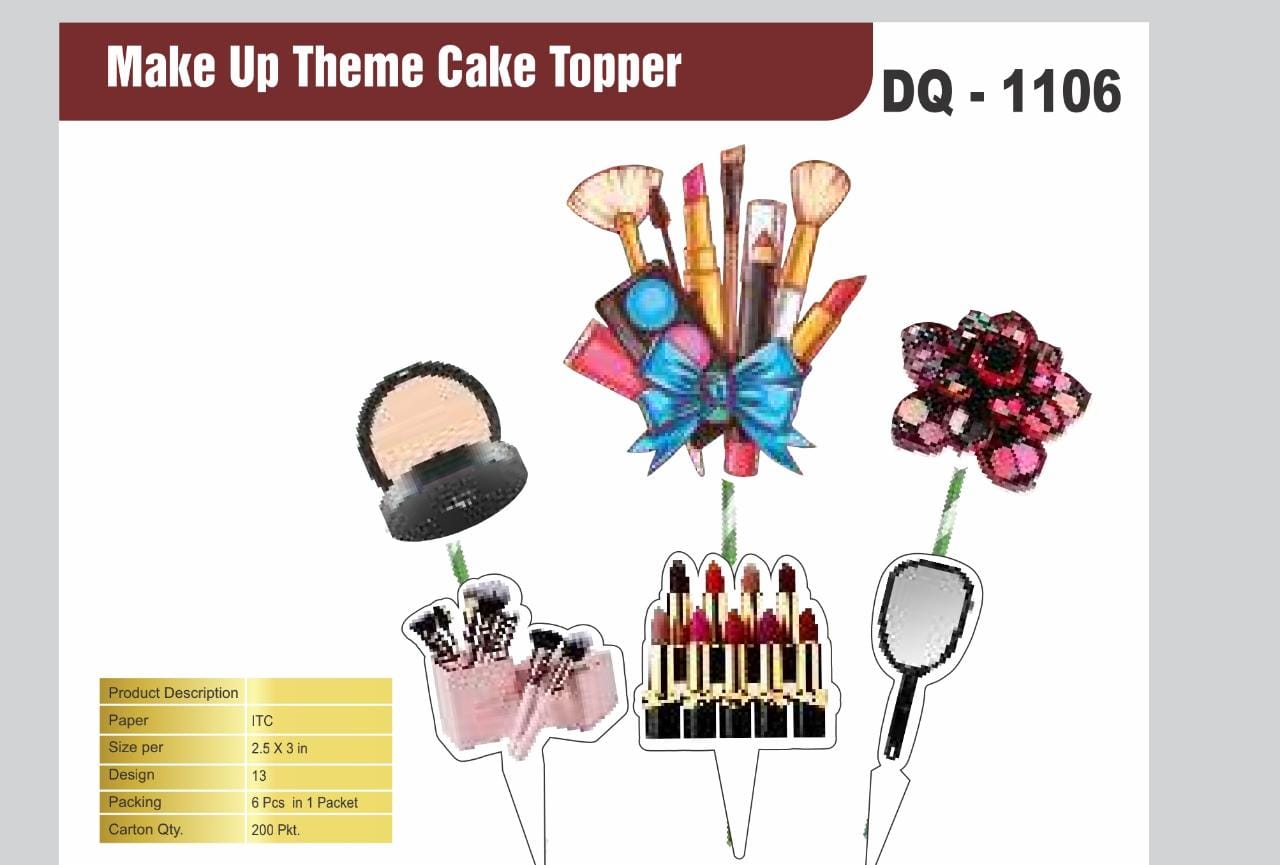 Make Up Theme Cake Topper
DQ - 1106
Product Description
Paper ITC
Size per 2.5 X 3 in
Design 13
Packing 6 Pcs in 1 Packet
Carton Qty. 200 Pkt.